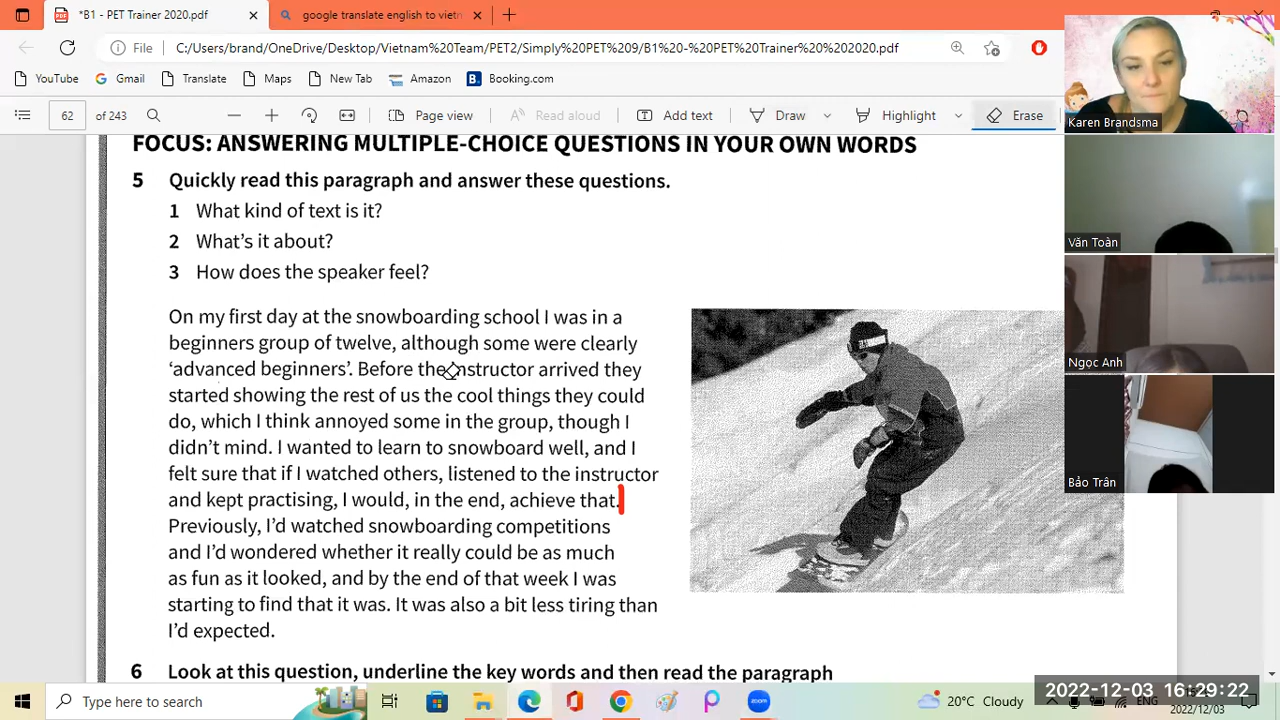 *B1 - PET Trainer 20 202020.pdf
google translate - Search
File
C:/Users/brand/OneDrive/Desktop/Vietnam%20Team/PET2/Simply%20PET%209/B1%20-%20PET%20Trainer%20%202020.pdf
YouTube
Gmail
Translate
Maps
New Tab
Amazon
B. Booking.com
62 of 243
Page view
Read aloud
Add text
Draw
Highlight
Erase
Karen Brandsma
FOCUS: ANSWERING MULTIPLE-CHOICE QUESTIONS IN YOUR OWN WORDS
5 Quickly read this paragraph and answer these questions.
1 What kind of text is it?
2 What's it about?
3 How does the speaker feel?
Văn Toàn
On my first day at the snowboarding school I was in a
beginners group of twelve, although some were clearly
'advanced beginners'. Before the instructor arrived they
started showing the rest of us the cool things they could
do, which I think annoyed some in the group, though I
didn't mind. I wanted to learn to snowboard well, and I
felt sure that if I watched others, listened to the instructor
and kept practising, I would, in the end, achieve that.
Previously, I'd watched snowboarding competitions
and I'd wondered whether it really could be as much
as fun as it looked, and by the end of that week I was
starting to find that it was. It was also a bit less tiring than
I'd expected.
Ngọc Anh
Bảo Trân
6 Look at this question, underline the key words and then read the paragraph
Type here to search
zoom
20°C Cloudy
ENG
2022-12-03 16:29:22
2022/12/03